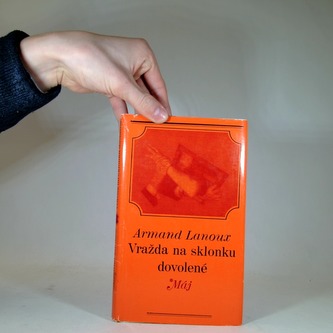 Armand Lanoux
Vražda na sklonku
dovolené
*Máj